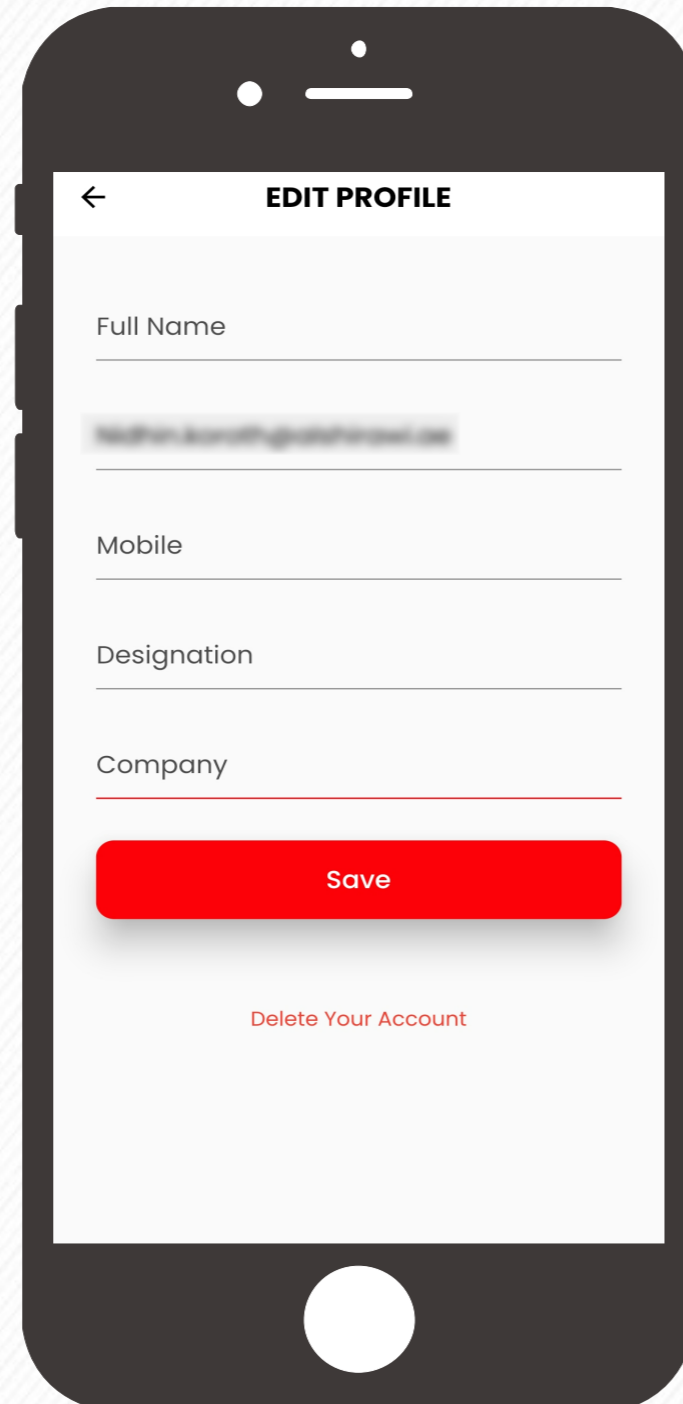 EDIT PROFILE
Full Name
Mobile
Designation
Company
Save
Delete Your Account